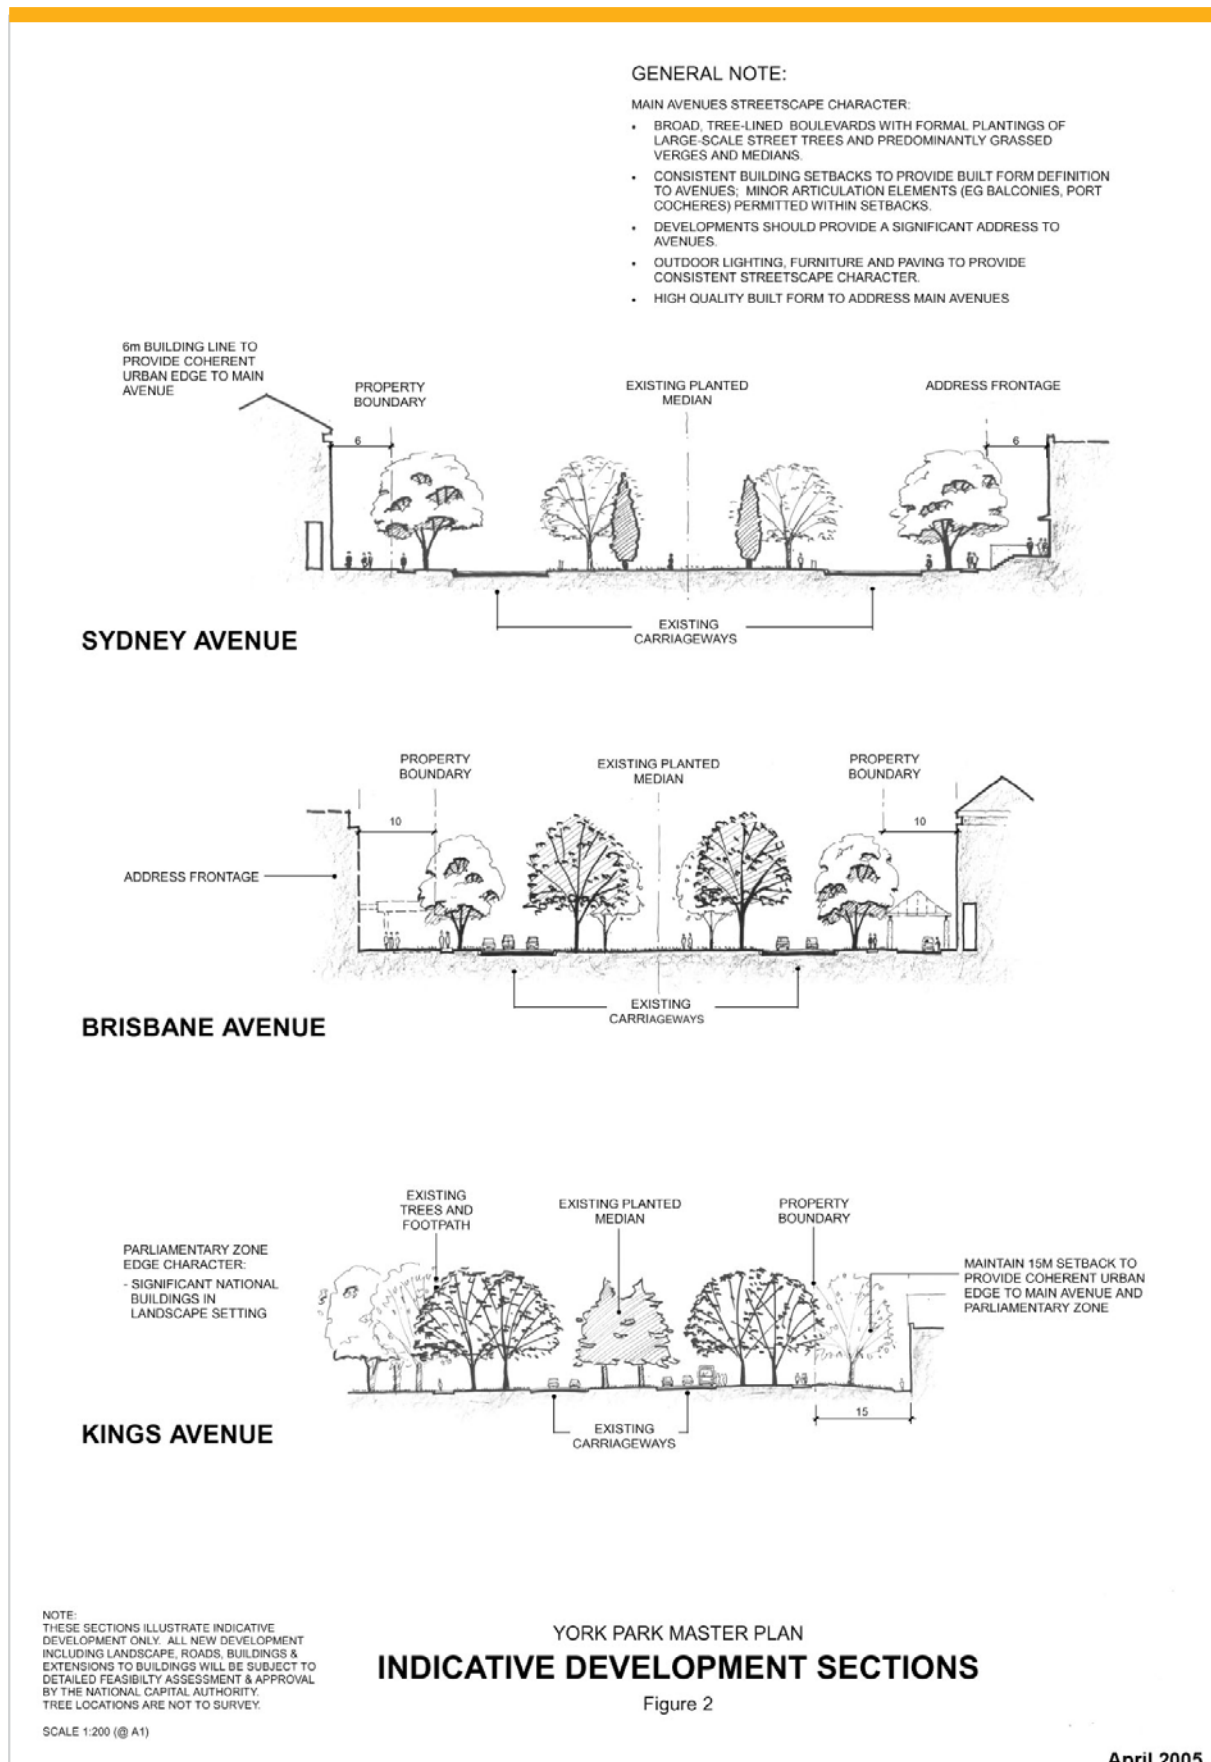 GENERAL NOTE:
MAIN AVENUES STREETSCAPE CHARACTER:
• BROAD, TREE-LINED BOULEVARDS WITH FORMAL PLANTINGS OF
LARGE-SCALE STREET TREES AND PREDOMINANTLY GRASSED
VERGES AND MEDIANS.
• CONSISTENT BUILDING SETBACKS TO PROVIDE BUILT FORM DEFINITION
TO AVENUES; MINOR ARTICULATION ELEMENTS (EG BALCONIES, PORT
COCHERES) PERMITTED WITHIN SETBACKS.
• DEVELOPMENTS SHOULD PROVIDE A SIGNIFICANT ADDRESS TO
AVENUES.
• OUTDOOR LIGHTING, FURNITURE AND PAVING TO PROVIDE
CONSISTENT STREETSCAPE CHARACTER.
• HIGH QUALITY BUILT FORM TO ADDRESS MAIN AVENUES
6m BUILDING LINE TO
PROVIDE COHERENT
URBAN EDGE TO MAIN
AVENUE
PROPERTY
BOUNDARY
EXISTING PLANTED
MEDIAN
ADDRESS FRONTAGE
6
6
EXISTING
CARRIAGEWAYS
SYDNEY AVENUE
PROPERTY
BOUNDARY
EXISTING PLANTED
MEDIAN
PROPERTY
BOUNDARY
10
10
ADDRESS FRONTAGE
EXISTING
CARRIAGEWAYS
BRISBANE AVENUE
EXISTING
TREES AND
FOOTPATH
EXISTING PLANTED
MEDIAN
PROPERTY
BOUNDARY
PARLIAMENTARY ZONE
EDGE CHARACTER:
- SIGNIFICANT NATIONAL
BUILDINGS IN
LANDSCAPE SETTING
MAINTAIN 15M SETBACK TO
PROVIDE COHERENT URBAN
EDGE TO MAIN AVENUE AND
PARLIAMENTARY ZONE
15
EXISTING
CARRIAGEWAYS
KINGS AVENUE
NOTE:
THESE SECTIONS ILLUSTRATE INDICATIVE
DEVELOPMENT ONLY. ALL NEW DEVELOPMENT
INCLUDING LANDSCAPE, ROADS, BUILDINGS &
EXTENSIONS TO BUILDINGS WILL BE SUBJECT TO
DETAILED FEASIBILTY ASSESSMENT & APPROVAL
BY THE NATIONAL CAPITAL AUTHORITY.
TREE LOCATIONS ARE NOT TO SURVEY.
SCALE 1:200 (@ A1)
YORK PARK MASTER PLAN
INDICATIVE DEVELOPMENT SECTIONS
Figure 2
April 2005